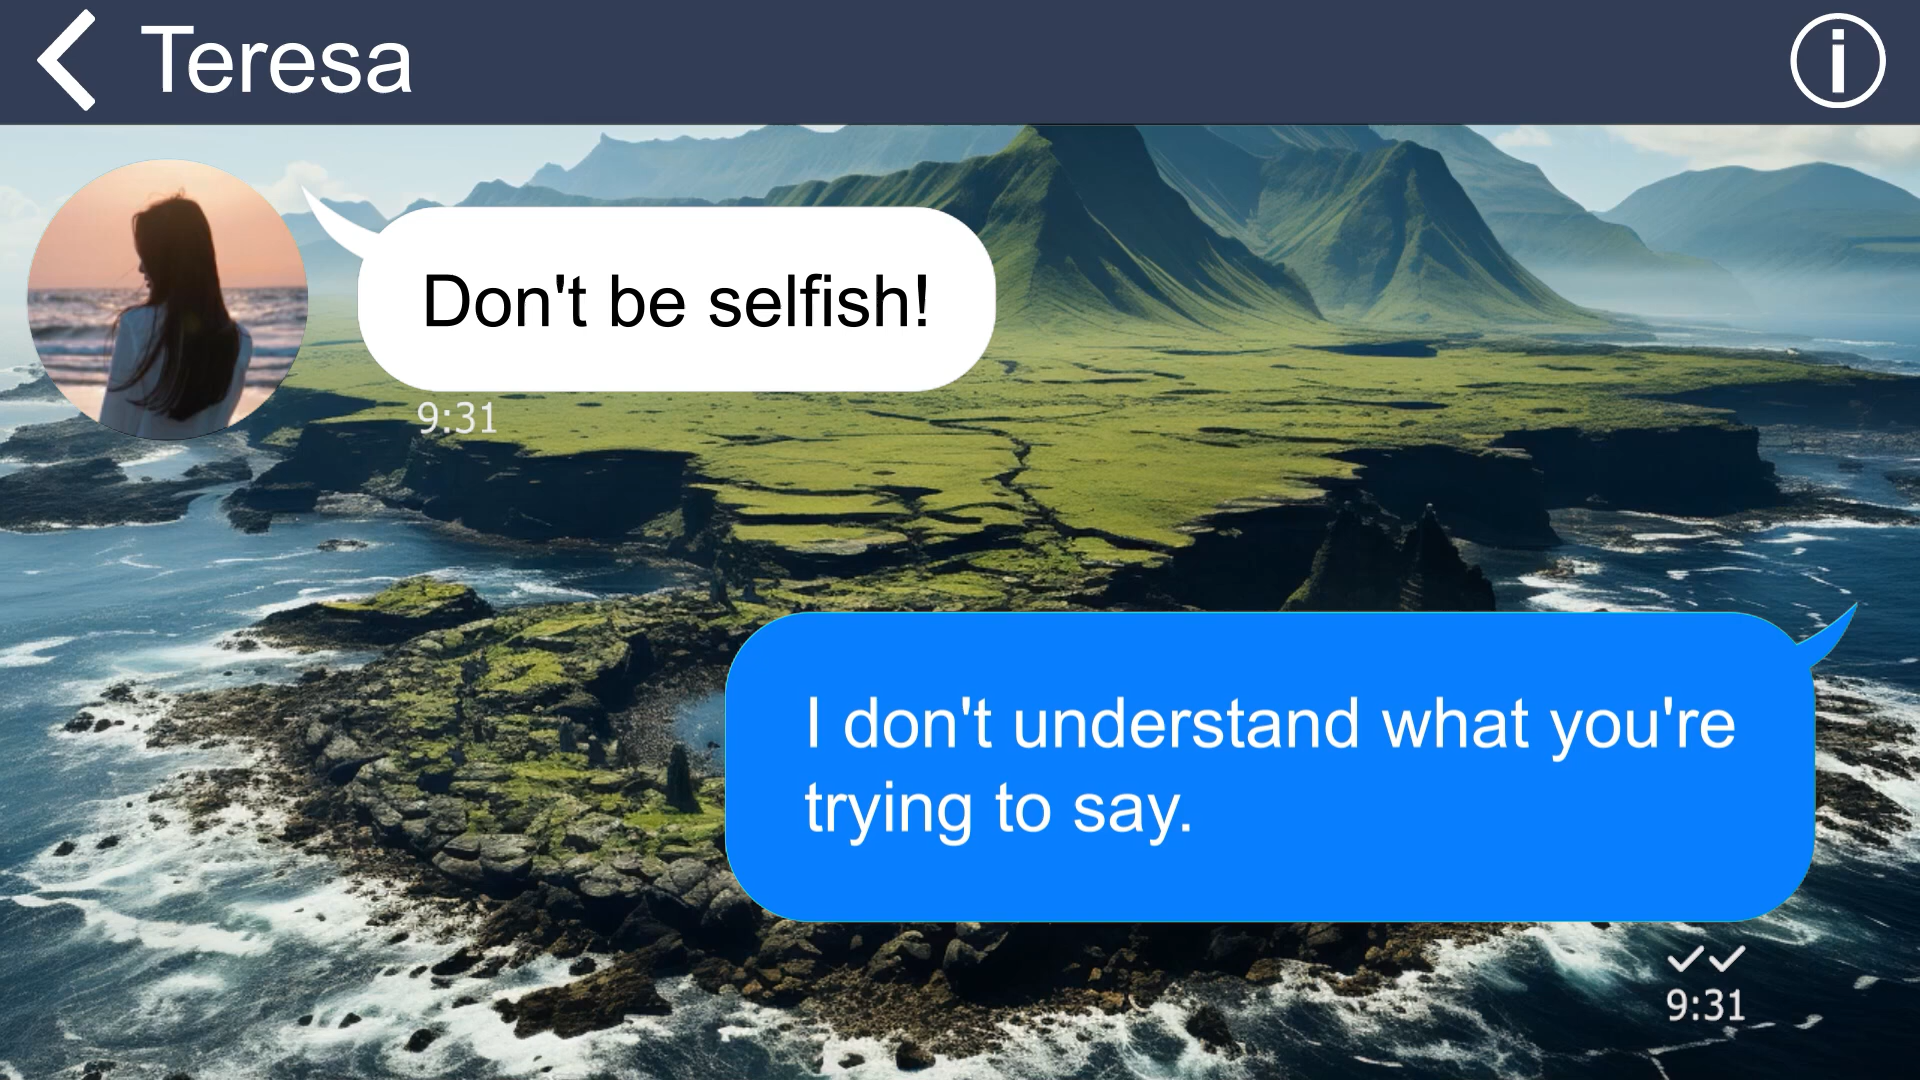 Teresa
Don't be selfish!
9:31
I don't understand what you're
trying to say.
9:31